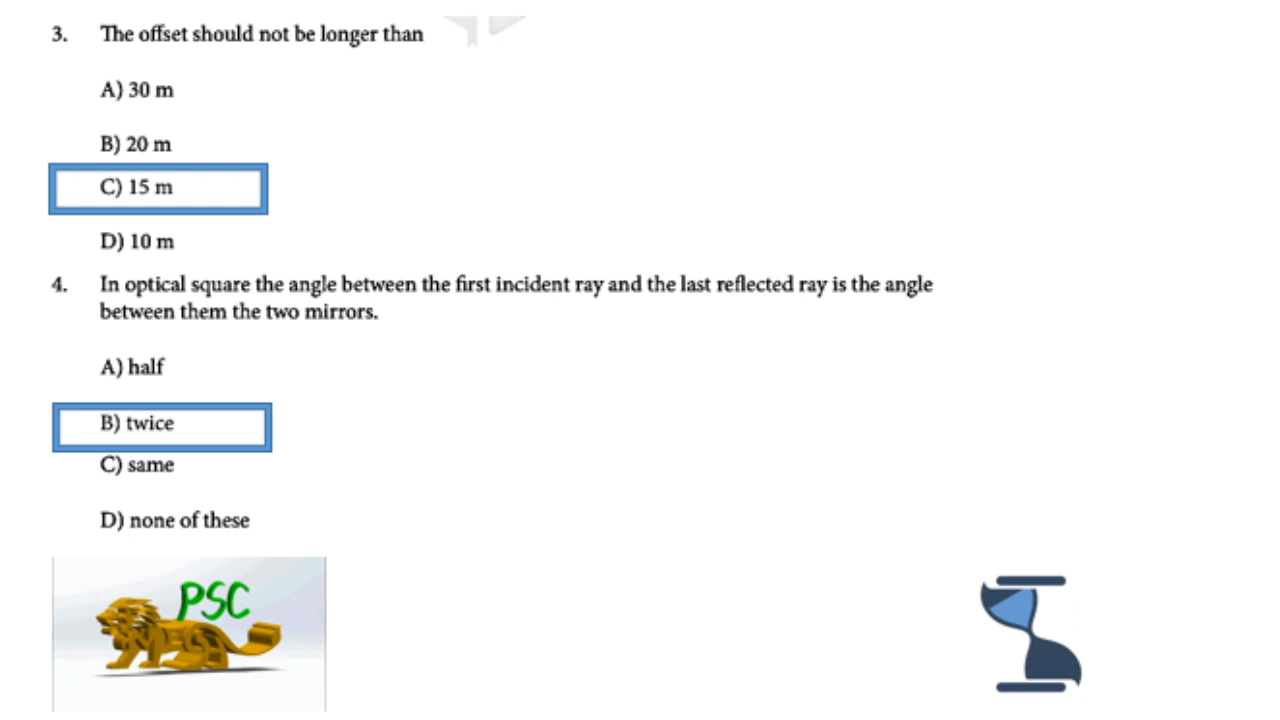 3. The offset should not be longer than
A) 30 m
B) 20 m
C) 15 m
D) 10 m
4. In optical square the angle between the first incident ray and the last reflected ray is the angle
between them the two mirrors.
A) half
B) twice
C) same
D) none of these
PSC